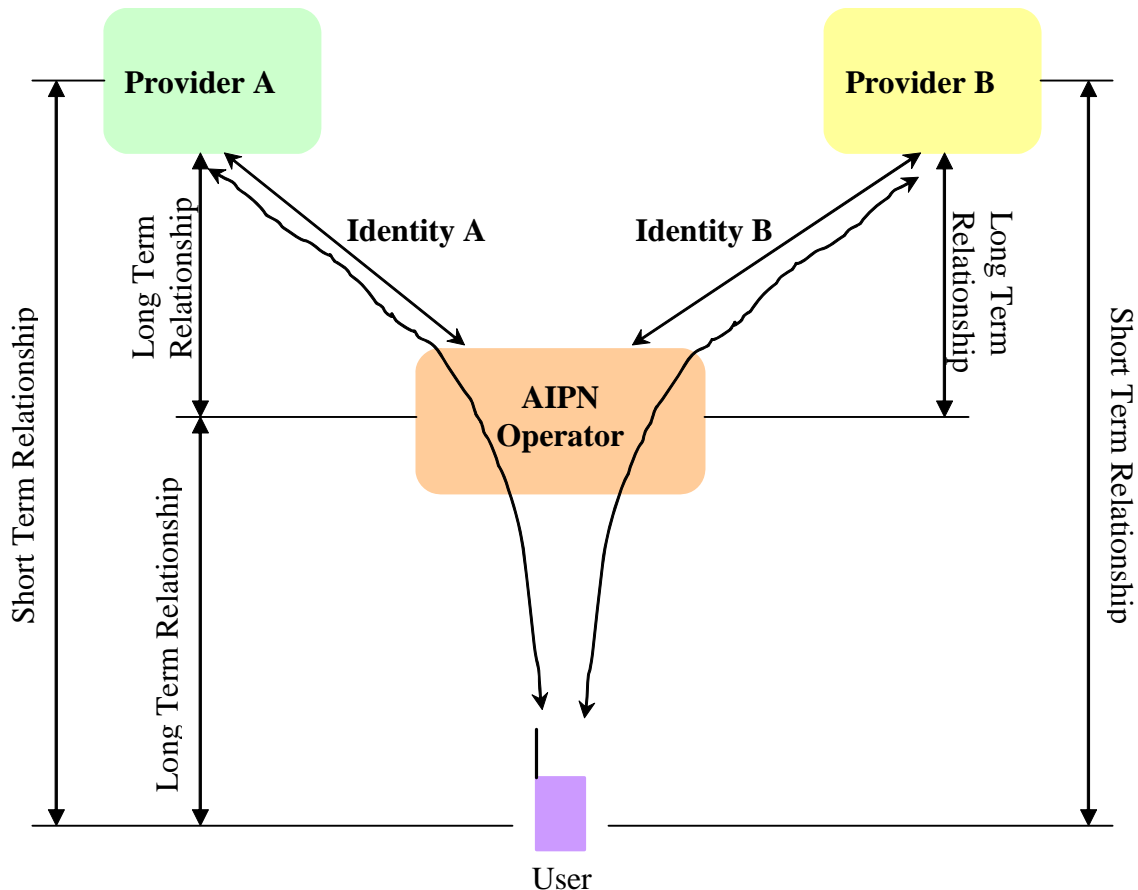 Provider A
Provider B
Identity A
Identity B
Long Term
Relationship
Long Term
Relationship
Short Term Relationship
Short Term Relationship
AIPN
Operator
Long Term Relationship
User